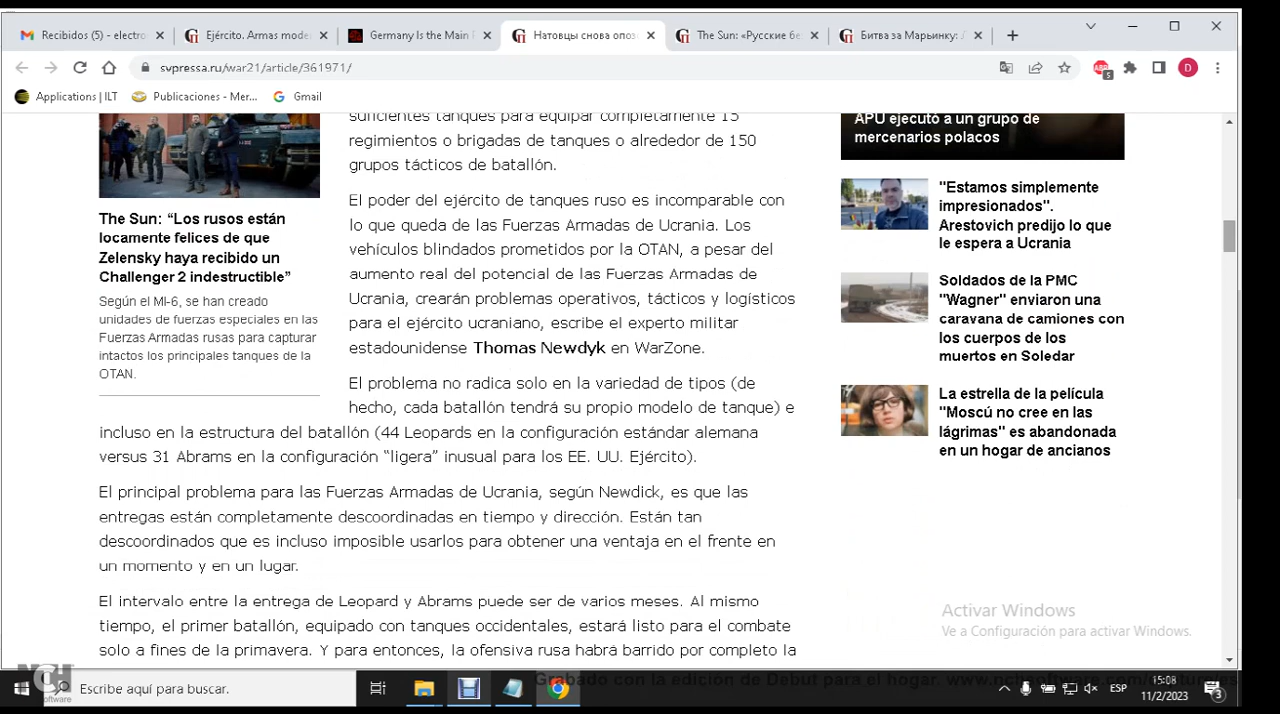 Recibidos (5) - electro
Ejército. Armas mode
Germany Is the Main
Натовцы снова опоз
The Sun: «Русские бе
Битва за Марьинку: Л
svpressa.ru/war21/article/361971/
ABP
5
D
Applications | ILT
Publicaciones - Mer...
Gmail
The Sun: “Los rusos están
locamente felices de que
Zelensky haya recibido un
Challenger 2 indestructible”
Según el MI-6, se han creado
unidades de fuerzas especiales en las
Fuerzas Armadas rusas para capturar
intactos los principales tanques de la
OTAN.
suficientes tanques para equipar completamente 15
regimientos o brigadas de tanques o alrededor de 150
grupos tácticos de batallón.
El poder del ejército de tanques ruso es incomparable con
lo que queda de las Fuerzas Armadas de Ucrania. Los
vehículos blindados prometidos por la OTAN, a pesar del
aumento real del potencial de las Fuerzas Armadas de
Ucrania, crearán problemas operativos, tácticos y logísticos
para el ejército ucraniano, escribe el experto militar
estadounidense Thomas Newdyk en WarZone.
El problema no radica solo en la variedad de tipos (de
hecho, cada batallón tendrá su propio modelo de tanque) e
incluso en la estructura del batallón (44 Leopards en la configuración estándar alemana
versus 31 Abrams en la configuración “ligera” inusual para los EE. UU. Ejército).
El principal problema para las Fuerzas Armadas de Ucrania, según Newdick, es que las
entregas están completamente descoordinadas en tiempo y dirección. Están tan
descoordinados que es incluso imposible usarlos para obtener una ventaja en el frente en
un momento y en un lugar.
El intervalo entre la entrega de Leopard y Abrams puede ser de varios meses. Al mismo
tiempo, el primer batallón, equipado con tanques occidentales, estará listo para el combate
solo a fines de la primavera. Y para entonces, la ofensiva rusa habrá barrido por completo la
APU ejecutó a un grupo de
mercenarios polacos
"Estamos simplemente
impresionados".
Arestovich predijo lo que
le espera a Ucrania
Soldados de la PMC
"Wagner" enviaron una
caravana de camiones con
los cuerpos de los
muertos en Soledar
La estrella de la película
"Moscú no cree en las
lágrimas" es abandonada
en un hogar de ancianos
Activar Windows
Ve a Configuración para activar Windows.
NCH
Software
Escribe aquí para buscar.
Grabado con la edición de Debut para el hogar. www.nchsoftware.com/capture/es
ESP
15:08
11/2/2023
3